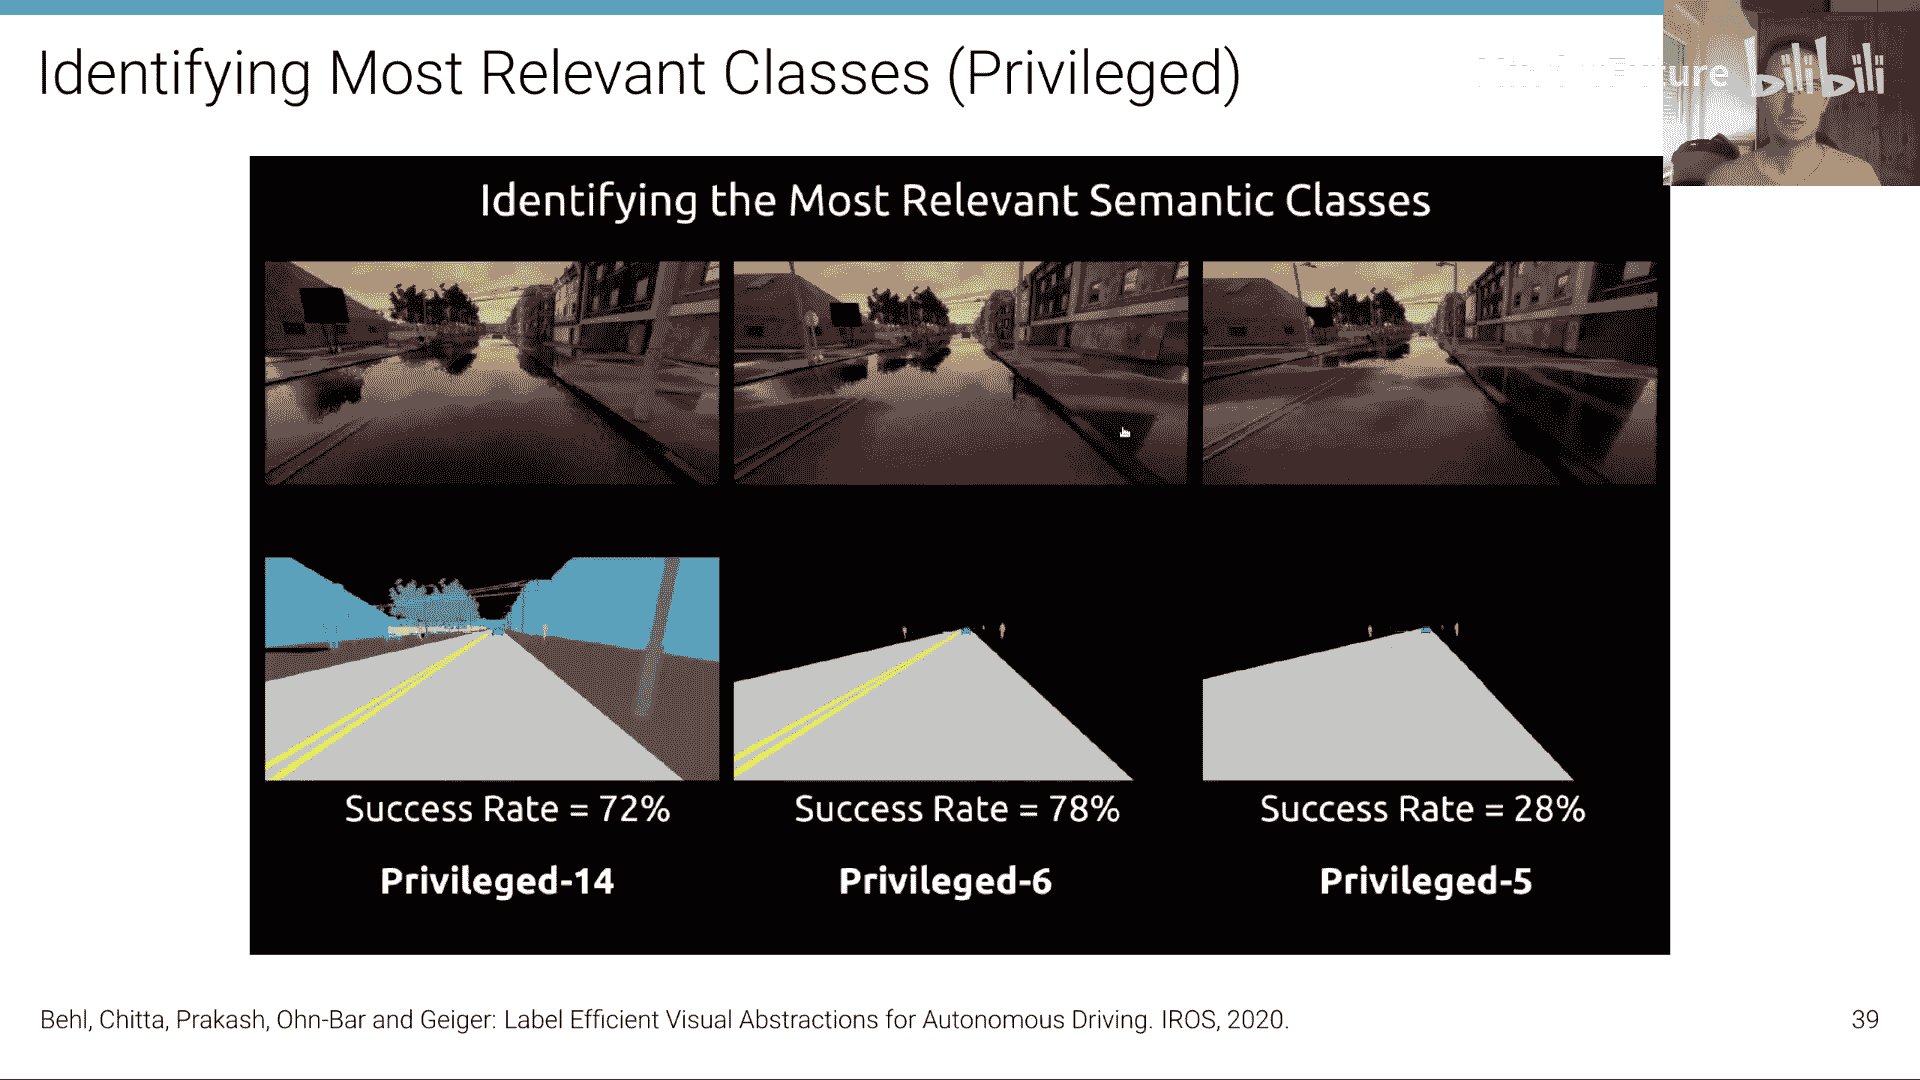 Identifying Most Relevant Classes (Privileged)
bilibili
Identifying the Most Relevant Semantic Classes
Success Rate = 72%
Success Rate = 78%
Success Rate = 28%
Privileged-14
Privileged-6
Privileged-5
Behl, Chitta, Prakash, Ohn-Bar and Geiger: Label Efficient Visual Abstractions for Autonomous Driving. IROS, 2020.
39